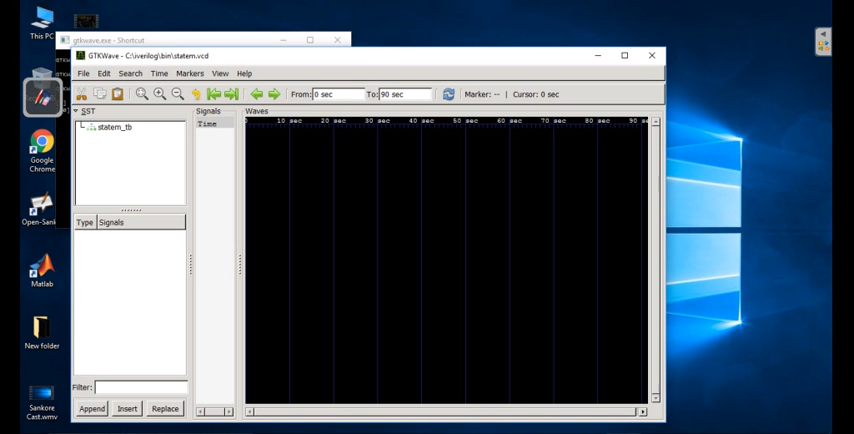 This PC
Google
Chrome
Open-Sank
Matlab
New folder
Sankore
Cast.wmv
gtkwave.exe - Shortcut
GTKWave - C:\iverilog\bin\statem.vcd
File Edit Search Time Markers View Help
From: 0 sec To: 90 sec Marker: -- | Cursor: 0 sec
SST
statem_tb
Type Signals
Filter:
Append Insert Replace
Signals
Time
Waves
10 sec 20 sec 30 sec 40 sec 50 sec 60 sec 70 sec 80 sec 90 se